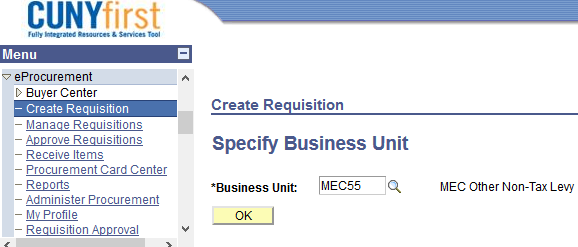 CUNYfirst
Fully Integrated Resources & Services Tool
Menu
eProcurement
Buyer Center
Create Requisition
Manage Requisitions
Approve Requisitions
Receive Items
Procurement Card Center
Reports
Administer Procurement
My Profile
Requisition Approval
Create Requisition
Specify Business Unit
*Business Unit: MEC55 MEC Other Non-Tax Levy
OK